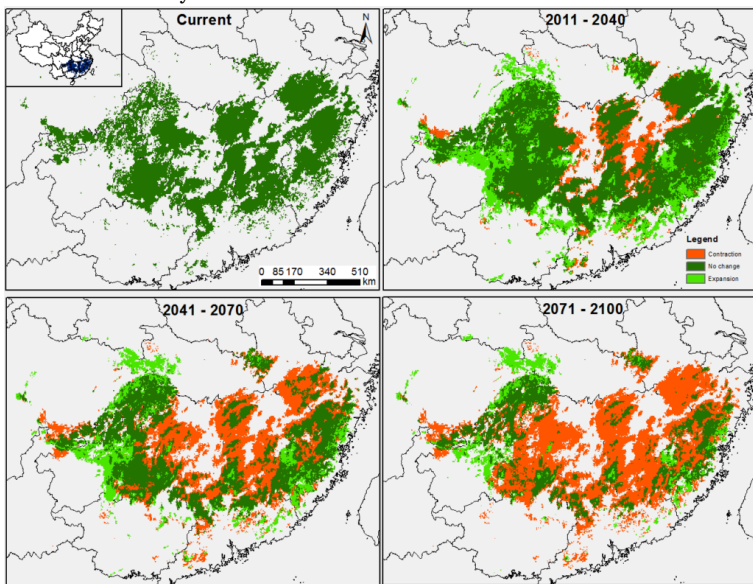 Current
N
0 85 170 340 510
km
2011 - 2040
Legend
Contraction
No change
Expansion
2041 - 2070
2071 - 2100